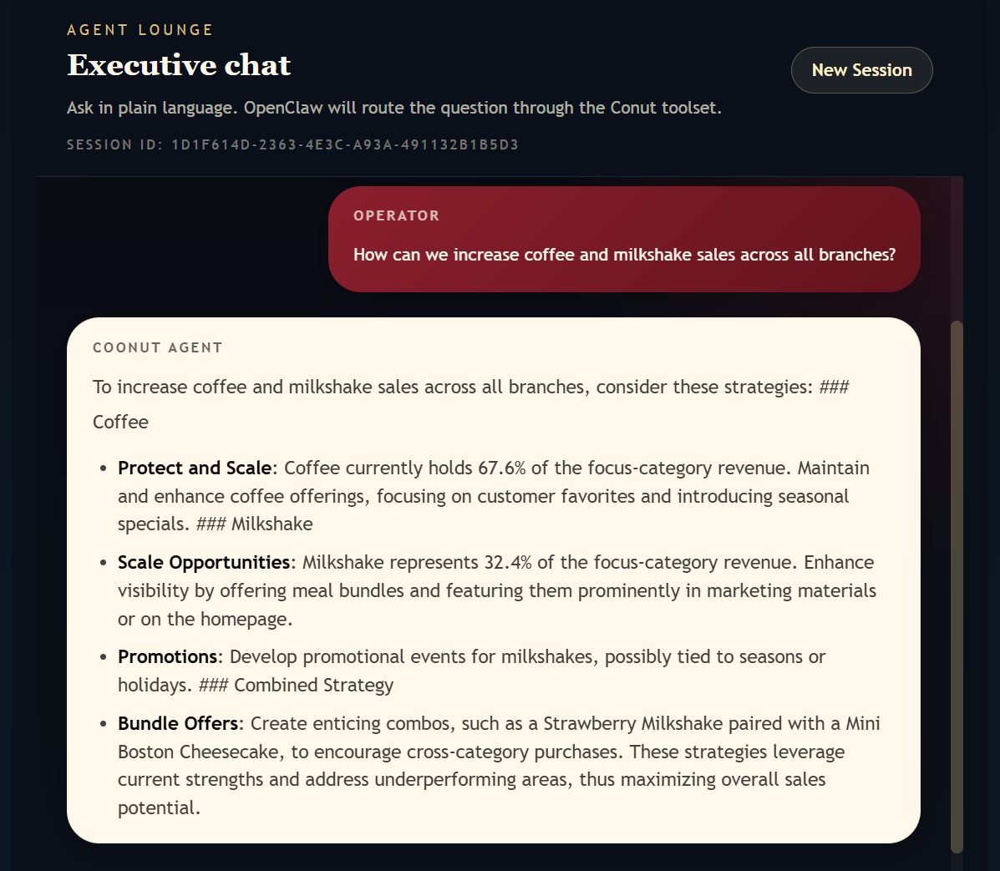 AGENT LOUNGE
Executive chat
New Session
Ask in plain language. OpenClaw will route the question through the Conut toolset.
SESSION ID: 1D1F614D-2363-4E3C-A93A-491132B1B5D3
OPERATOR
How can we increase coffee and milkshake sales across all branches?
COONUT AGENT
To increase coffee and milkshake sales across all branches, consider these strategies: ###
Coffee
• Protect and Scale: Coffee currently holds 67.6% of the focus-category revenue. Maintain
and enhance coffee offerings, focusing on customer favorites and introducing seasonal
specials. ### Milkshake
• Scale Opportunities: Milkshake represents 32.4% of the focus-category revenue. Enhance
visibility by offering meal bundles and featuring them prominently in marketing materials
or on the homepage.
• Promotions: Develop promotional events for milkshakes, possibly tied to seasons or
holidays. ### Combined Strategy
• Bundle Offers: Create enticing combos, such as a Strawberry Milkshake paired with a Mini
Boston Cheesecake, to encourage cross-category purchases. These strategies leverage
current strengths and address underperforming areas, thus maximizing overall sales
potential.